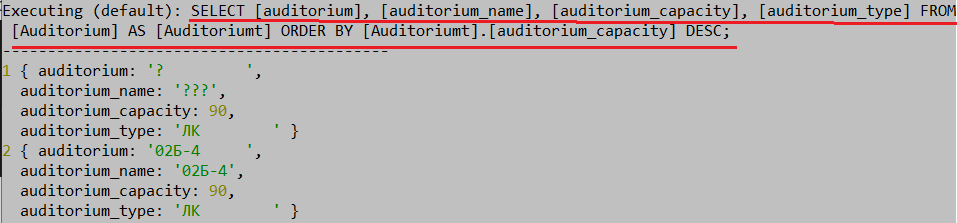 Executing (default): SELECT [auditorium], [auditorium_name], [auditorium_capacity], [auditorium_type] FROM
[Auditorium] AS [Auditoriumt] ORDER BY [Auditoriumt].[auditorium_capacity] DESC;
-------------------------------------------
1 { auditorium: '?         ',
auditorium_name: '???',
auditorium_capacity: 90,
auditorium_type: 'ЛК        ' }
2 { auditorium: '02Б-4     ',
auditorium_name: '02Б-4',
auditorium_capacity: 90,
auditorium_type: 'ЛК        ' }